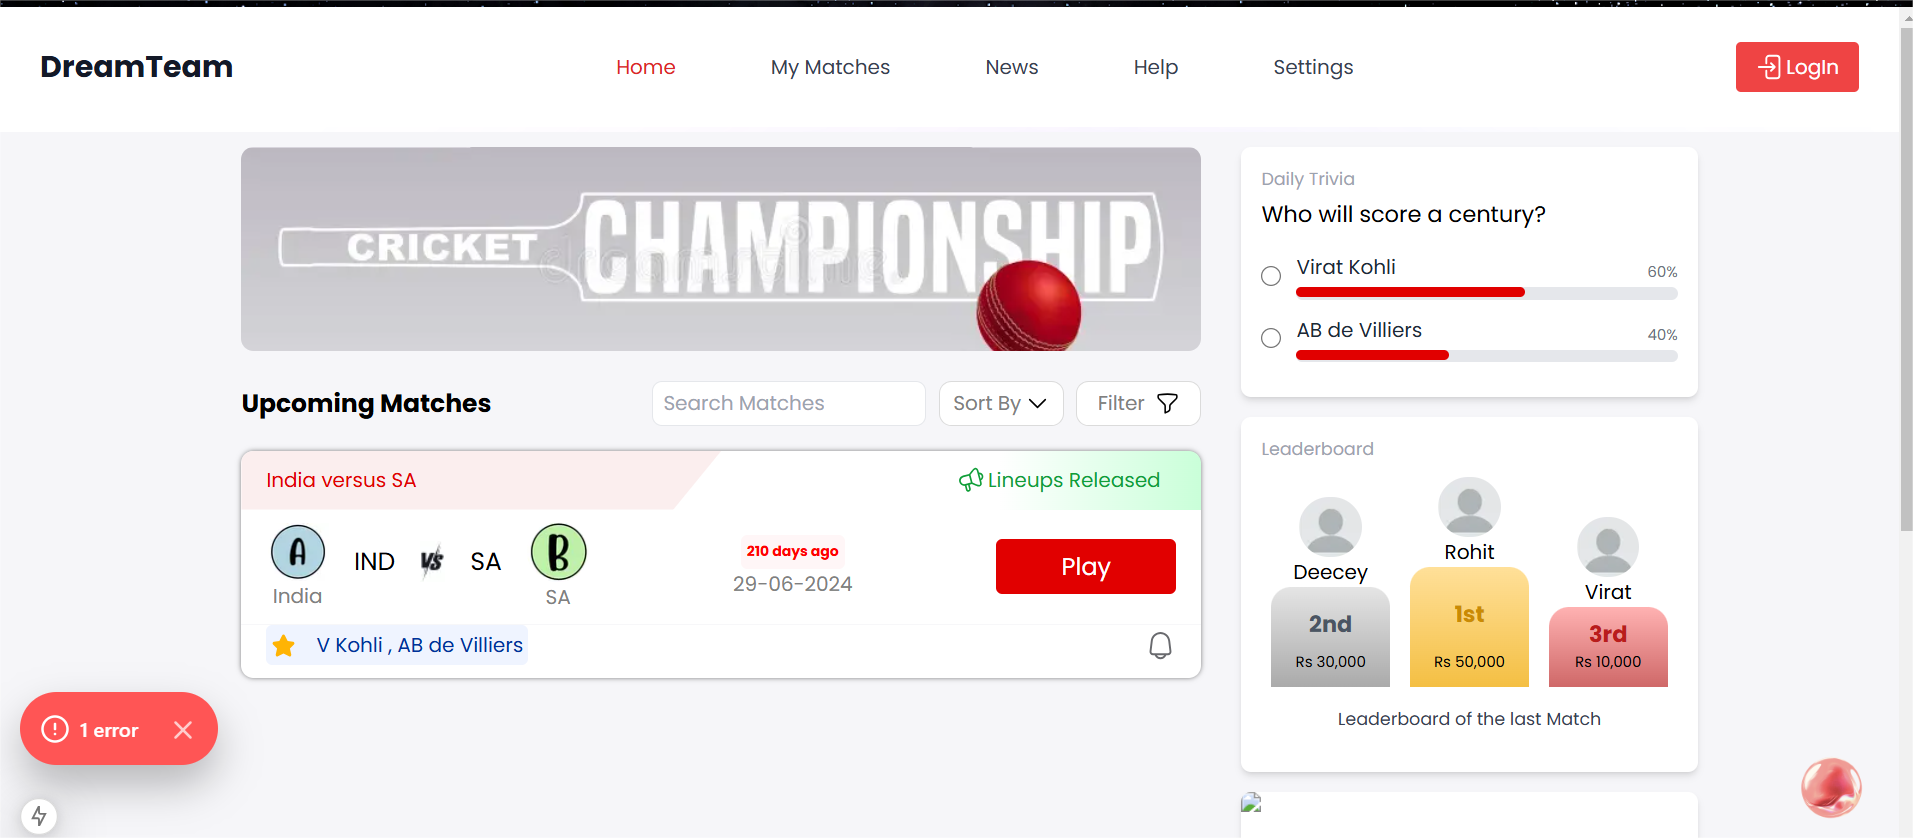 DreamTeam
Home
My Matches
News
Help
Settings
LogIn
CRICKET CHAMPIONSHIP
dreamstime
Upcoming Matches
Search Matches
Sort By
Filter
India versus SA
Lineups Released
A
India
IND
VS
SA
B
SA
210 days ago
29-06-2024
Play
V Kohli , AB de Villiers
Daily Trivia
Who will score a century?
Virat Kohli
60%
AB de Villiers
40%
Leaderboard
Deecey
2nd
Rs 30,000
Rohit
1st
Rs 50,000
Virat
3rd
Rs 10,000
Leaderboard of the last Match
1 error